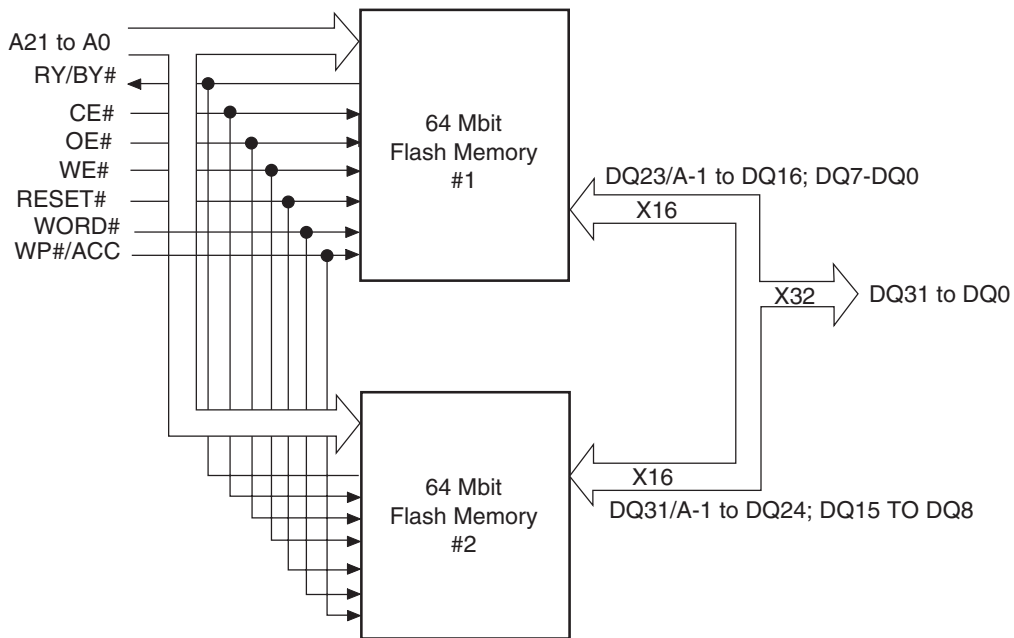 A21 to A0
RY/BY#
CE#
OE#
WE#
RESET#
WORD#
WP#/ACC
64 Mbit
Flash Memory
#1
DQ23/A-1 to DQ16; DQ7-DQ0
X16
X32
DQ31 to DQ0
64 Mbit
Flash Memory
#2
X16
DQ31/A-1 to DQ24; DQ15 TO DQ8